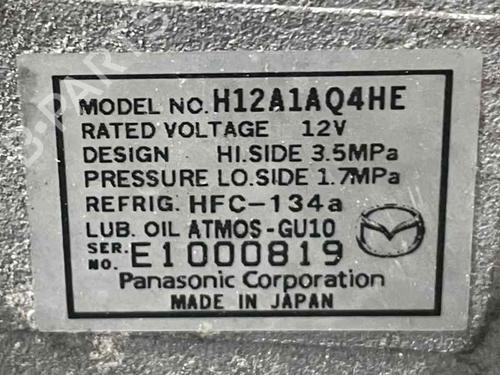 MODEL NO. H12A1AQ4HE
RATED VOLTAGE 12V
DESIGN HI.SIDE 3.5MPa
PRESSURE LO.SIDE 1.7MPa
REFRIG. HFC-134a
LUB. OIL ATMOS-GU10
SER. NO. E1000819
Panasonic Corporation
MADE IN JAPAN